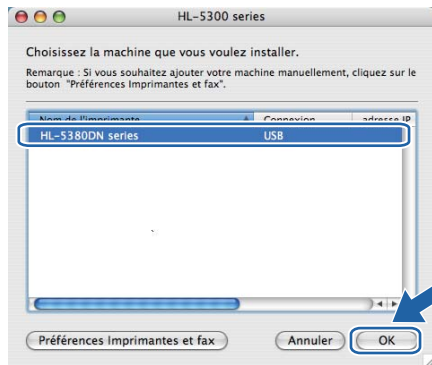 HL-5300 series
Choisissez la machine que vous voulez installer.
Remarque : Si vous souhaitez ajouter votre machine manuellement, cliquez sur le
bouton "Préférences Imprimantes et fax".
Nom de l'imprimante Connexion adresse IP
HL-5380DN series USB
Préférences Imprimantes et fax Annuler OK